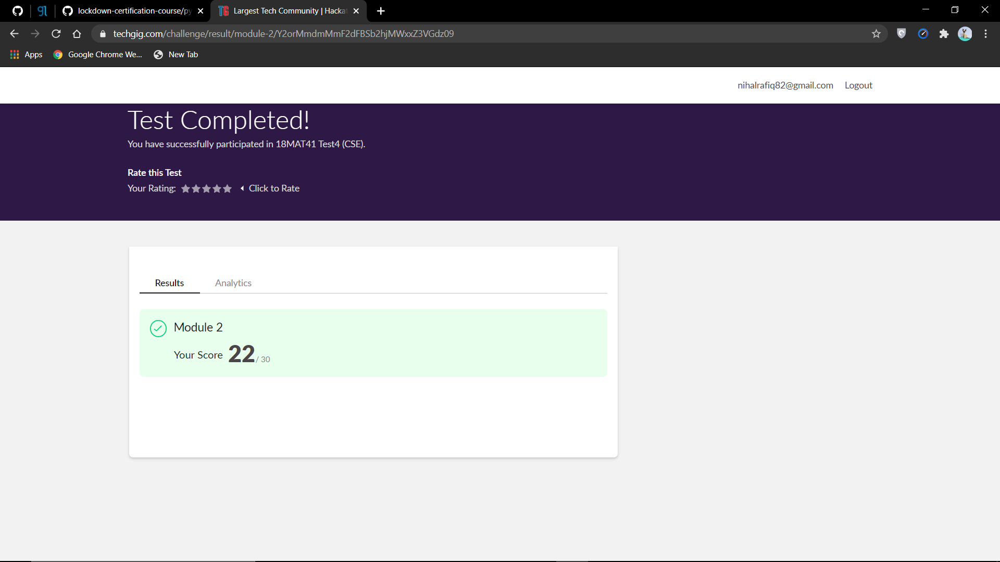 lockdown-certification-course/py
Largest Tech Community | Hacka
techgig.com/challenge/result/module-2/Y2orMmdmMmF2dFBSb2hjMWxxZ3VGdz09
Apps
Google Chrome We...
New Tab
nihalrafiq82@gmail.com
Logout
Test Completed!
You have successfully participated in 18MAT41 Test4 (CSE).
Rate this Test
Your Rating:
Click to Rate
Results
Analytics
Module 2
Your Score 22 / 30